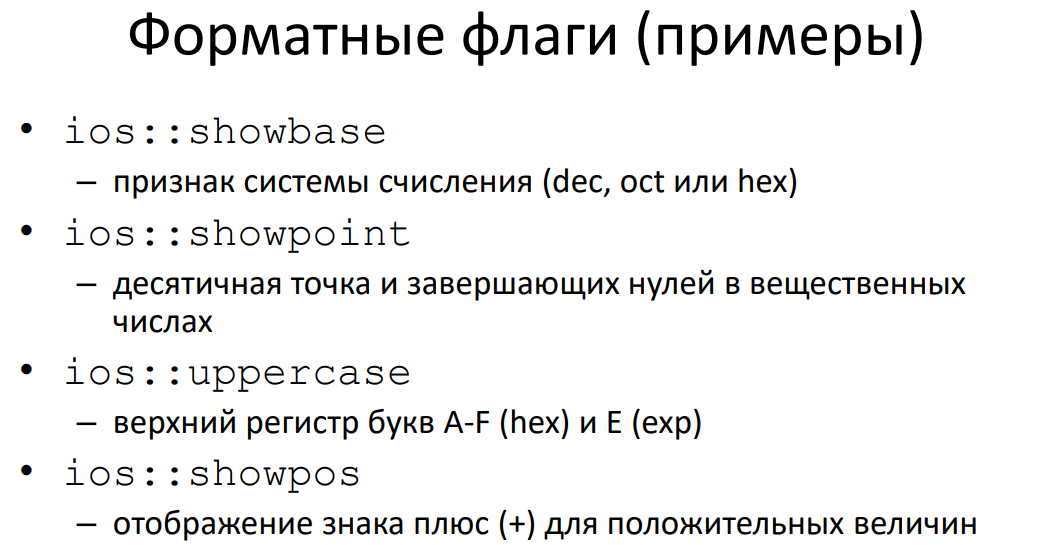 Форматные флаги (примеры)
• ios::showbase
– признак системы счисления (dec, oct или hex)
• ios::showpoint
– десятичная точка и завершающих нулей в вещественных
числах
• ios::uppercase
– верхний регистр букв A-F (hex) и E (exp)
• ios::showpos
– отображение знака плюс (+) для положительных величин